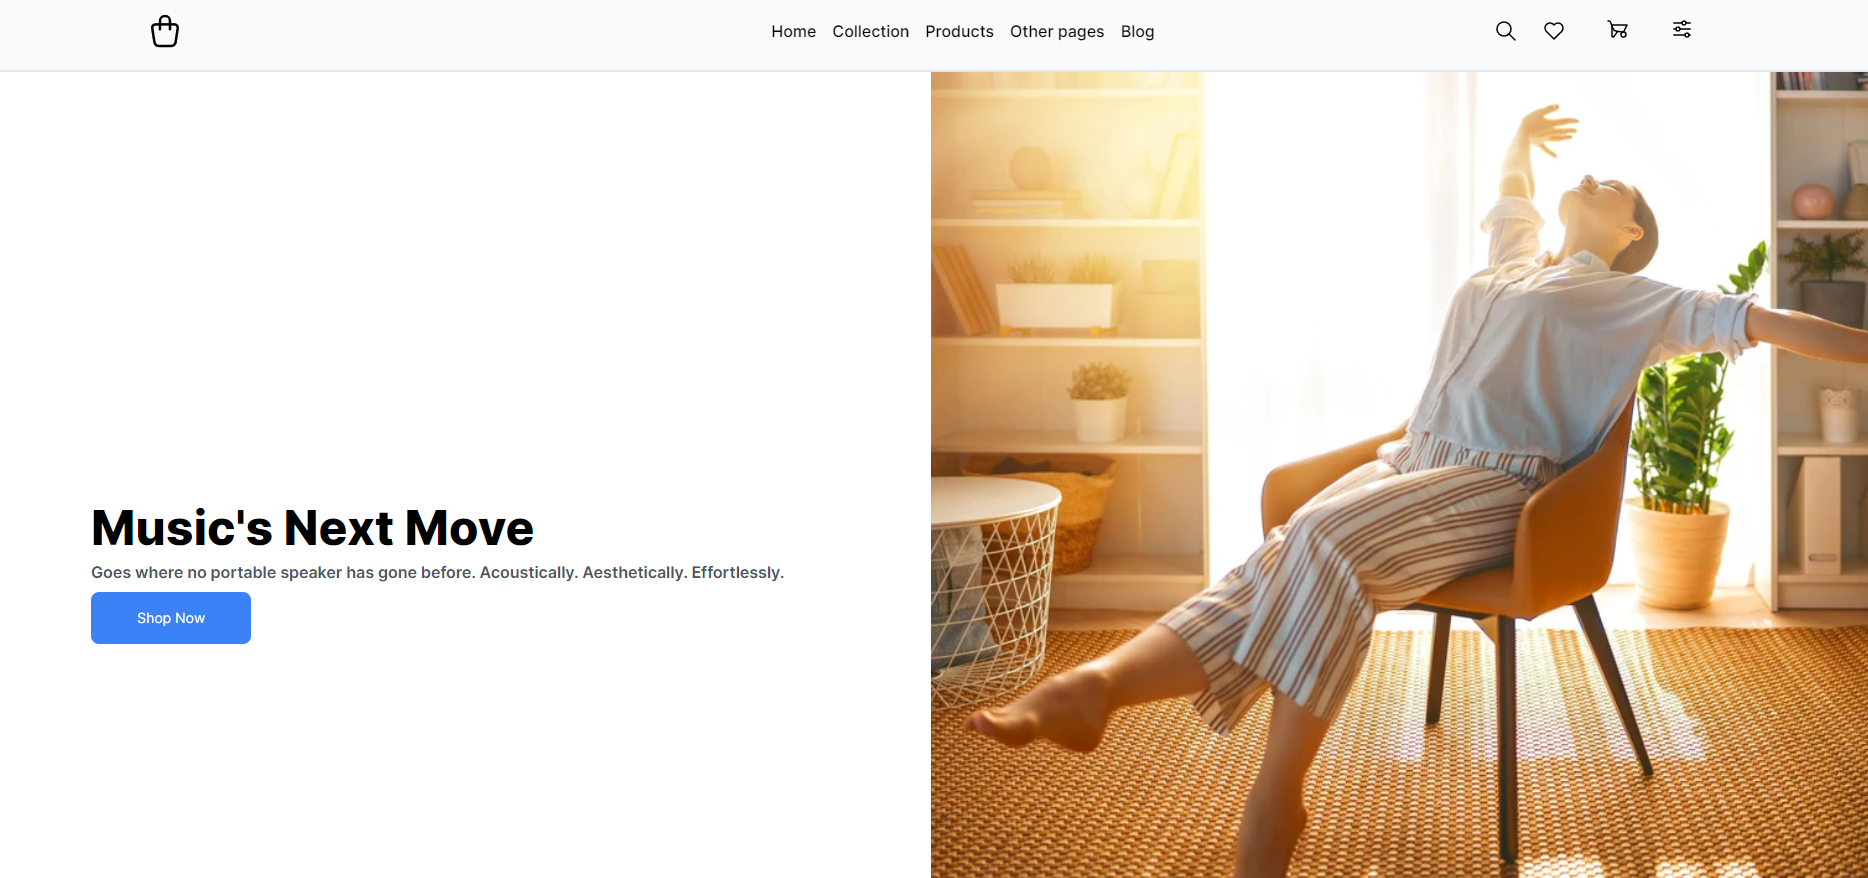 Home Collection Products Other pages Blog
Music's Next Move
Goes where no portable speaker has gone before. Acoustically. Aesthetically. Effortlessly.
Shop Now